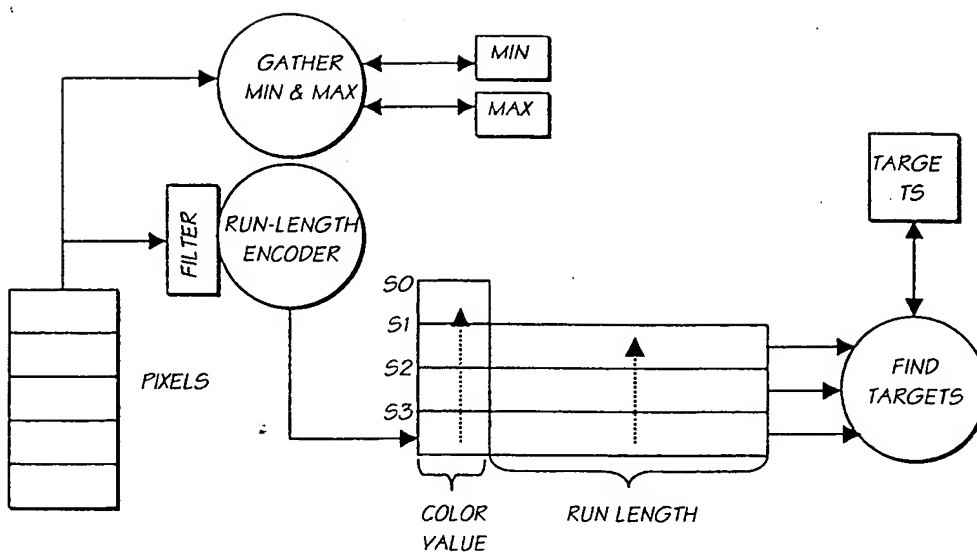 GATHER
MIN & MAX
MIN
MAX
TARGE
TS
FILTER
RUN-LENGTH
ENCODER
S0
S1
S2
S3
PIXELS
FIND
TARGETS
COLOR
VALUE
RUN LENGTH